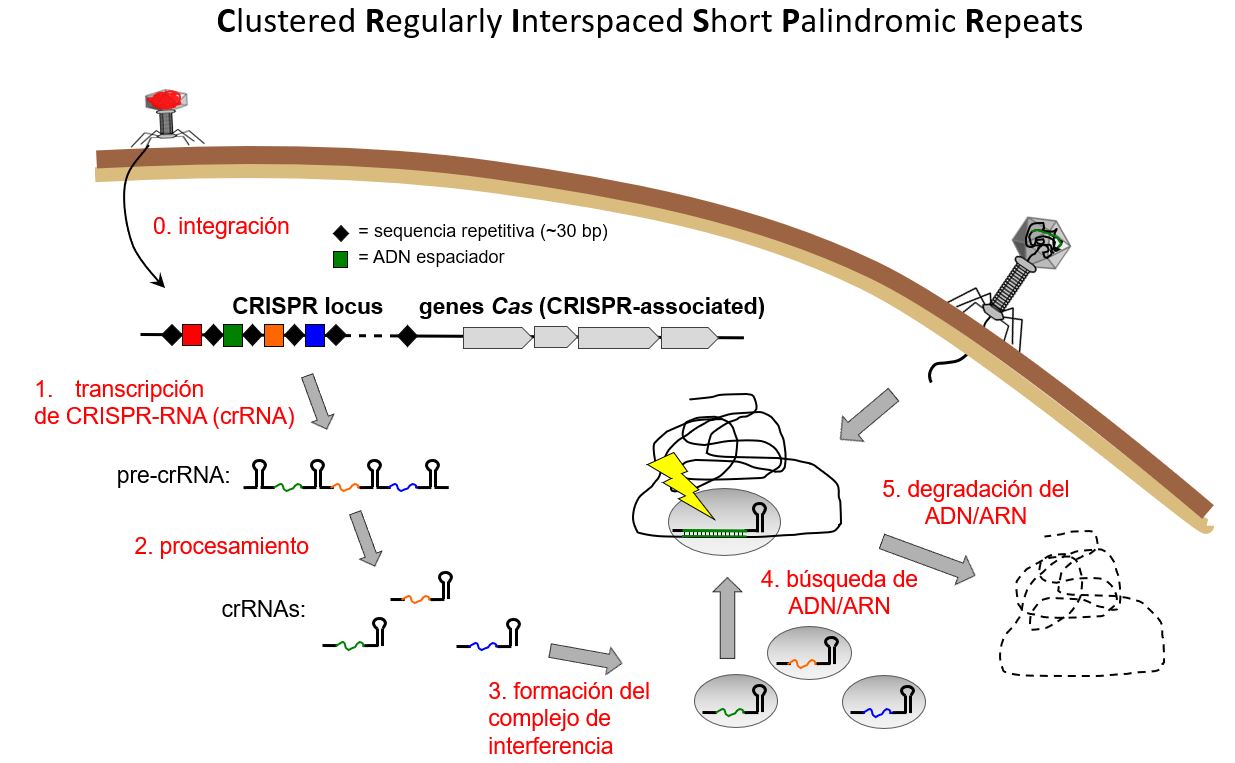 Clustered Regularly Interspaced Short Palindromic Repeats
0. integración
= sequencia repetitiva (~30 bp)
= ADN espaciador
CRISPR locus
genes Cas (CRISPR-associated)
1. transcripción
de CRISPR-RNA (crRNA)
pre-crRNA:
2. procesamiento
crRNAs:
3. formación del
complejo de
interferencia
4. búsqueda de
ADN/ARN
5. degradación del
ADN/ARN